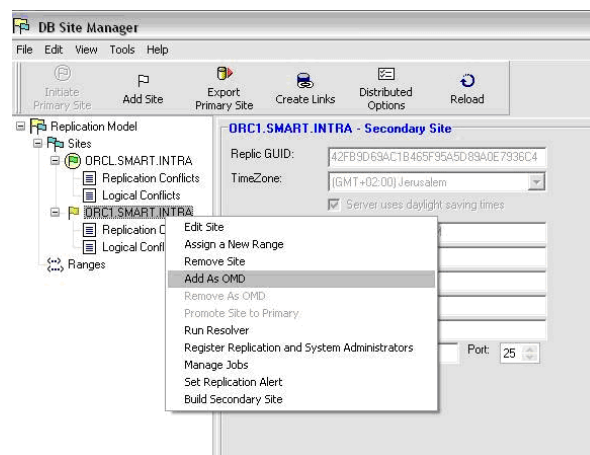 DB Site Manager
File Edit View Tools Help
Initiate Primary Site
Add Site
Export Primary Site
Create Links
Distributed Options
Reload
Replication Model
Sites
ORCL.SMART.INTRA
Replication Conflicts
Logical Conflicts
ORC1.SMART.INTRA
Replication C
Logical Confl
Ranges
ORC1.SMART.INTRA - Secondary Site
Replic GUID: 42FB9D69AC1B465F95A5D89A0E7936C4
TimeZone: (GMT+02:00) Jerusalem
Server uses daylight saving times
Edit Site
Assign a New Range
Remove Site
Add As OMD
Remove As OMD
Promote Site to Primary
Run Resolver
Register Replication and System Administrators
Manage Jobs
Set Replication Alert
Build Secondary Site
Port: 25